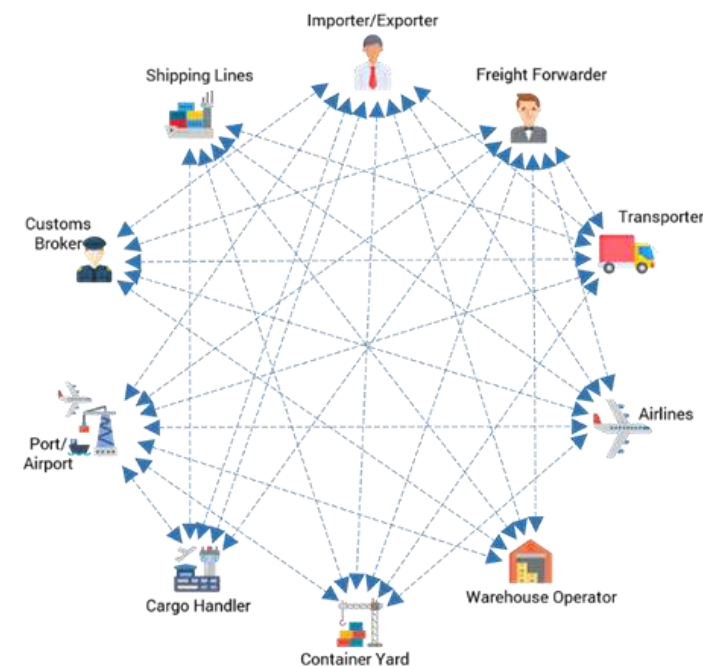 Importer/Exporter
Shipping Lines
Freight Forwarder
Customs
Broker
Transporter
Airlines
Port/
Airport
Warehouse Operator
Cargo Handler
Container Yard